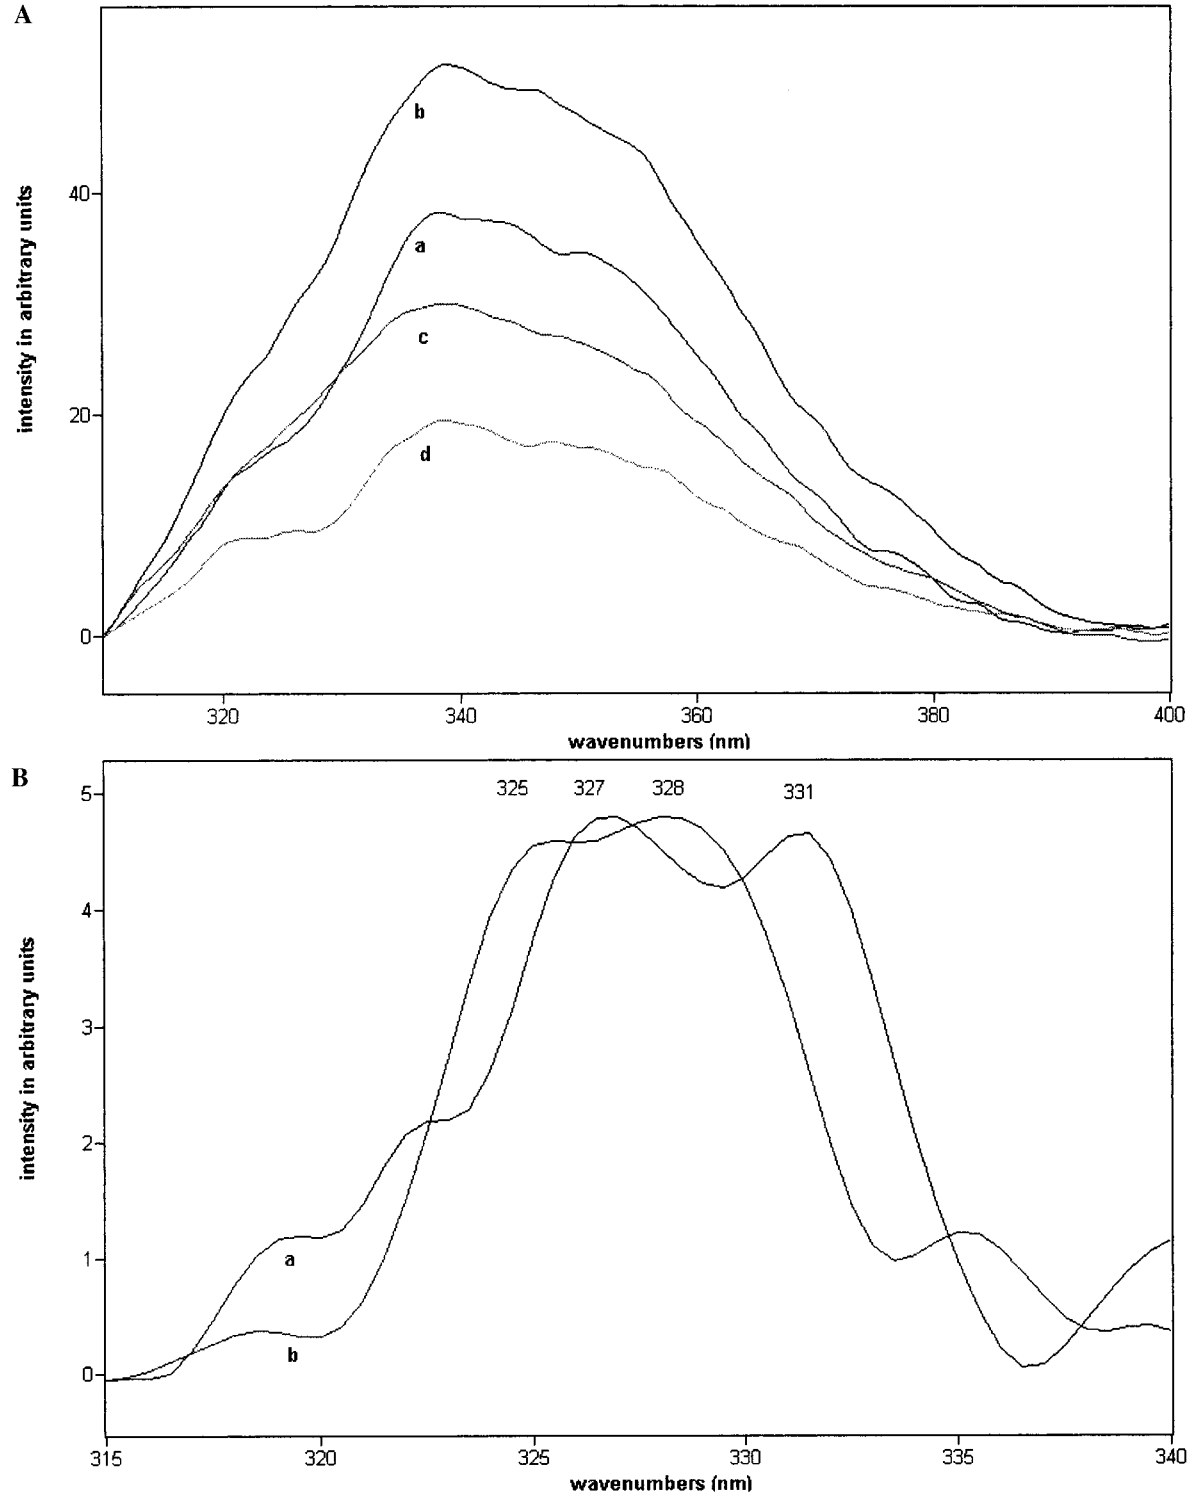 A
intensity in arbitrary units
40
20
0
b
a
c
d
320 340 360 380 400
wavenumbers (nm)
B
325 327 328 331
intensity in arbitrary units
5
4
3
2
1
0
a
b
315 320 325 330 335 340
wavenumbers (nm)